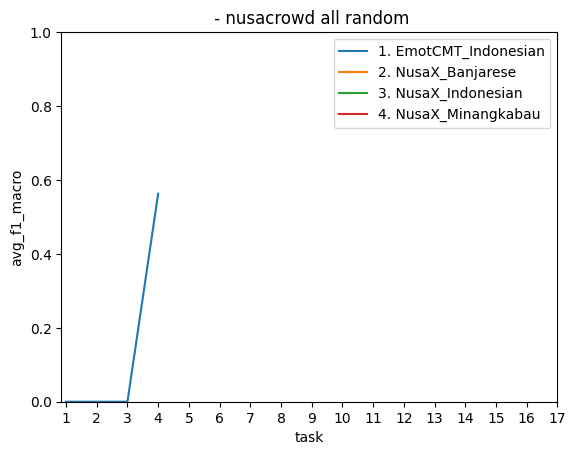 - nusacrowd all random
1.0
0.8
0.6
0.4
0.2
0.0
avg_f1_macro
1. EmotCMT_Indonesian
2. NusaX_Banjarese
3. NusaX_Indonesian
4. NusaX_Minangkabau
1 2 3 4 5 6 7 8 9 10 11 12 13 14 15 16 17
task